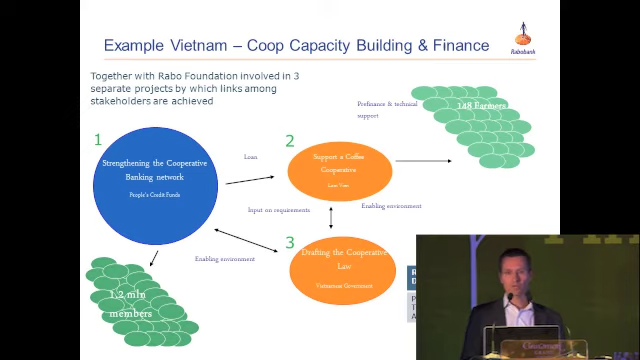 Example Vietnam – Coop Capacity Building & Finance
Rabobank
Together with Rabo Foundation involved in 3
separate projects by which links among
stakeholders are achieved
Prefinance & technical
support
148 Farmers
1
Strengthening the Cooperative
Banking network
People's Credit Funds
Loan
2
Support a Coffee
Cooperative
Lam Vien
Input on requirements
Enabling environment
3
Drafting the Cooperative
Law
Vietnamese Government
Enabling environment
1.2 mln
members
R
D
P
T
A